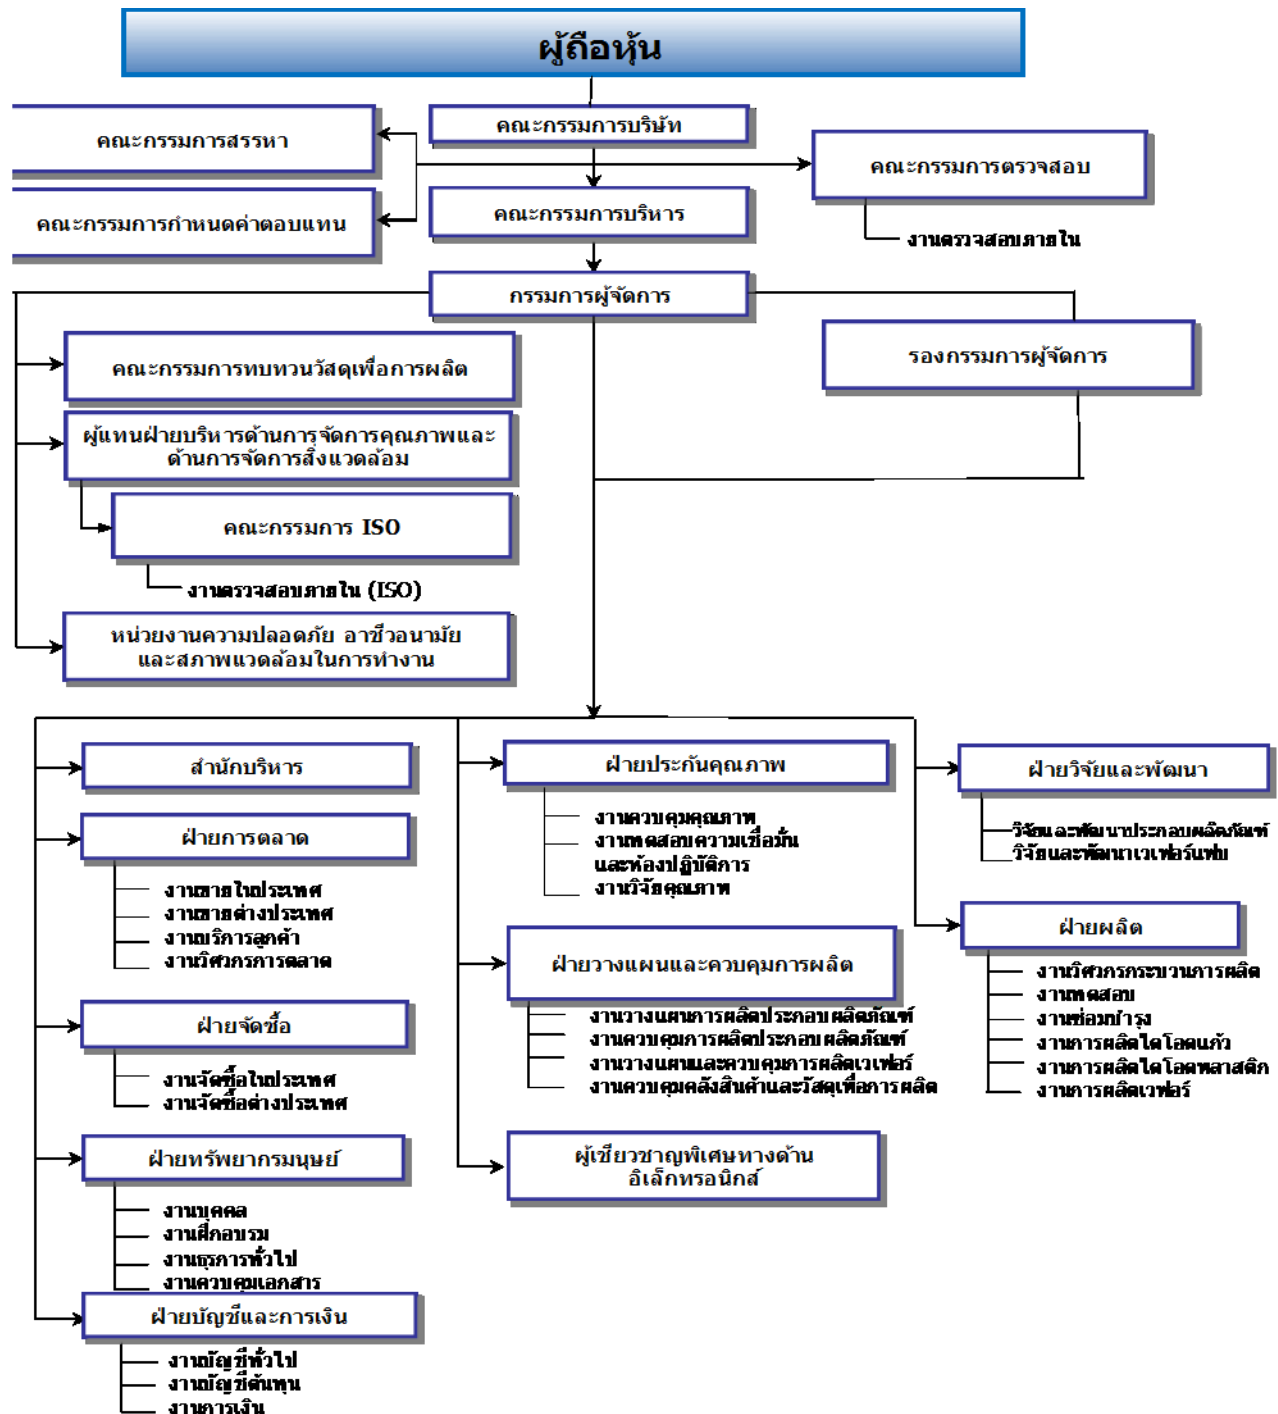 ผู้ถือหุ้น
คณะกรรมการบริษัท
คณะกรรมการสรรหา
คณะกรรมการตรวจสอบ
คณะกรรมการกำหนดค่าตอบแทน
คณะกรรมการบริหาร
งานตรวจสอบภายใน
กรรมการผู้จัดการ
รองกรรมการผู้จัดการ
คณะกรรมการทบทวนวัสดุเพื่อการผลิต
ผู้แทนฝ่ายบริหารด้านการจัดการคุณภาพและ
ด้านการจัดการสิ่งแวดล้อม
คณะกรรมการ ISO
งานตรวจสอบภายใน (ISO)
หน่วยงานความปลอดภัย อาชีวอนามัย
และสภาพแวดล้อมในการทำงาน
สำนักบริหาร
ฝ่ายการตลาด
งานขายในประเทศ
งานขายต่างประเทศ
งานบริการลูกค้า
งานวิศวกรการตลาด
ฝ่ายจัดซื้อ
งานจัดซื้อในประเทศ
งานจัดซื้อต่างประเทศ
ฝ่ายทรัพยากรมนุษย์
งานบุคคล
งานฝึกอบรม
งานธุรการทั่วไป
งานควบคุมเอกสาร
ฝ่ายบัญชีและการเงิน
งานบัญชีทั่วไป
งานบัญชีต้นทุน
งานการเงิน
ฝ่ายประกันคุณภาพ
งานควบคุมคุณภาพ
งานทดสอบความเชื่อมั่น
และห้องปฏิบัติการ
งานวิจัยคุณภาพ
ฝ่ายวางแผนและควบคุมการผลิต
งานวางแผนการผลิตประกอบผลิตภัณฑ์
งานควบคุมการผลิตประกอบผลิตภัณฑ์
งานวางแผนและควบคุมการผลิตเวเฟอร์
งานควบคุมคลังสินค้าและวัสดุเพื่อการผลิต
ผู้เชียวชาญพิเศษทางด้าน
อิเล็กทรอนิกส์
ฝ่ายวิจัยและพัฒนา
วิจัยและพัฒนาประกอบผลิตภัณฑ์
วิจัยและพัฒนาเวเฟอร์แฟบ
ฝ่ายผลิต
งานวิศวกรกระบวนการผลิต
งานทดสอบ
งานซ่อมบำรุง
งานการผลิตไดโอดแก้ว
งานการผลิตไดโอดพลาสติก
งานการผลิตเวฟอร์